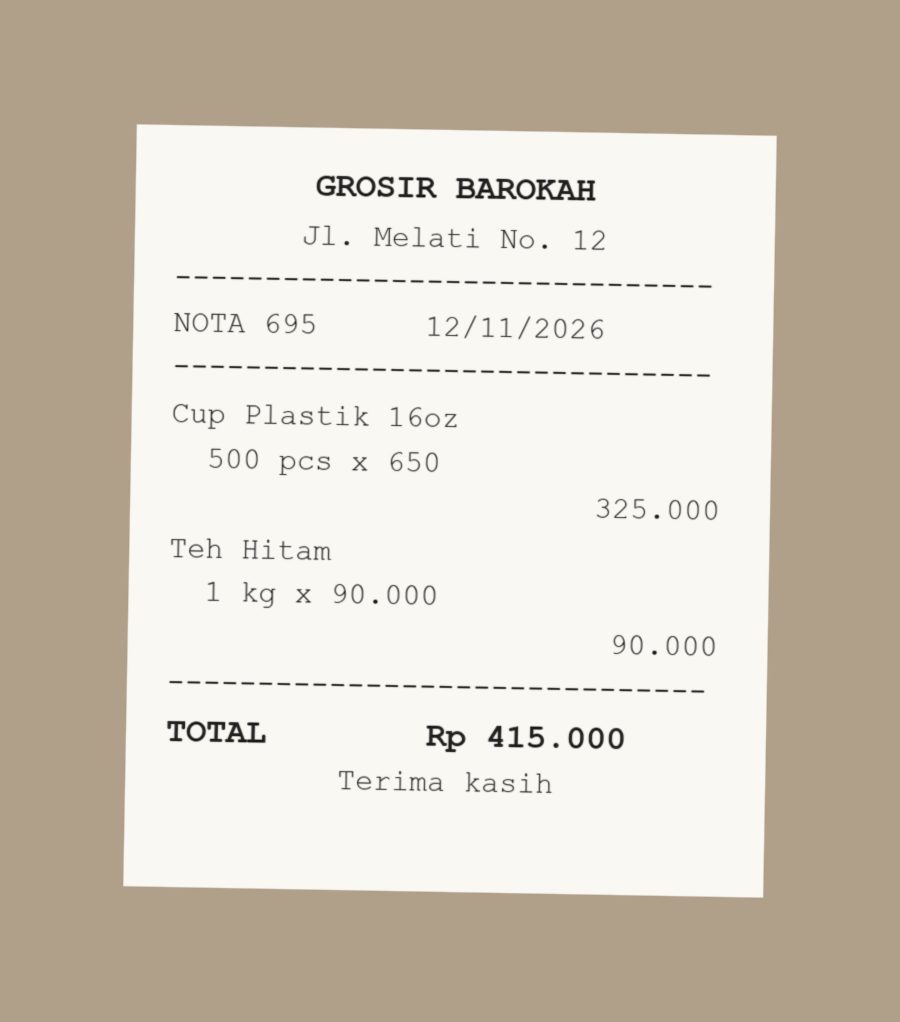 GROSIR BAROKAH
Jl. Melati No. 12
------------------------------
NOTA 695 12/11/2026
------------------------------
Cup Plastik 16oz
500 pcs x 650
325.000
Teh Hitam
1 kg x 90.000
90.000
------------------------------
TOTAL Rp 415.000
Terima kasih